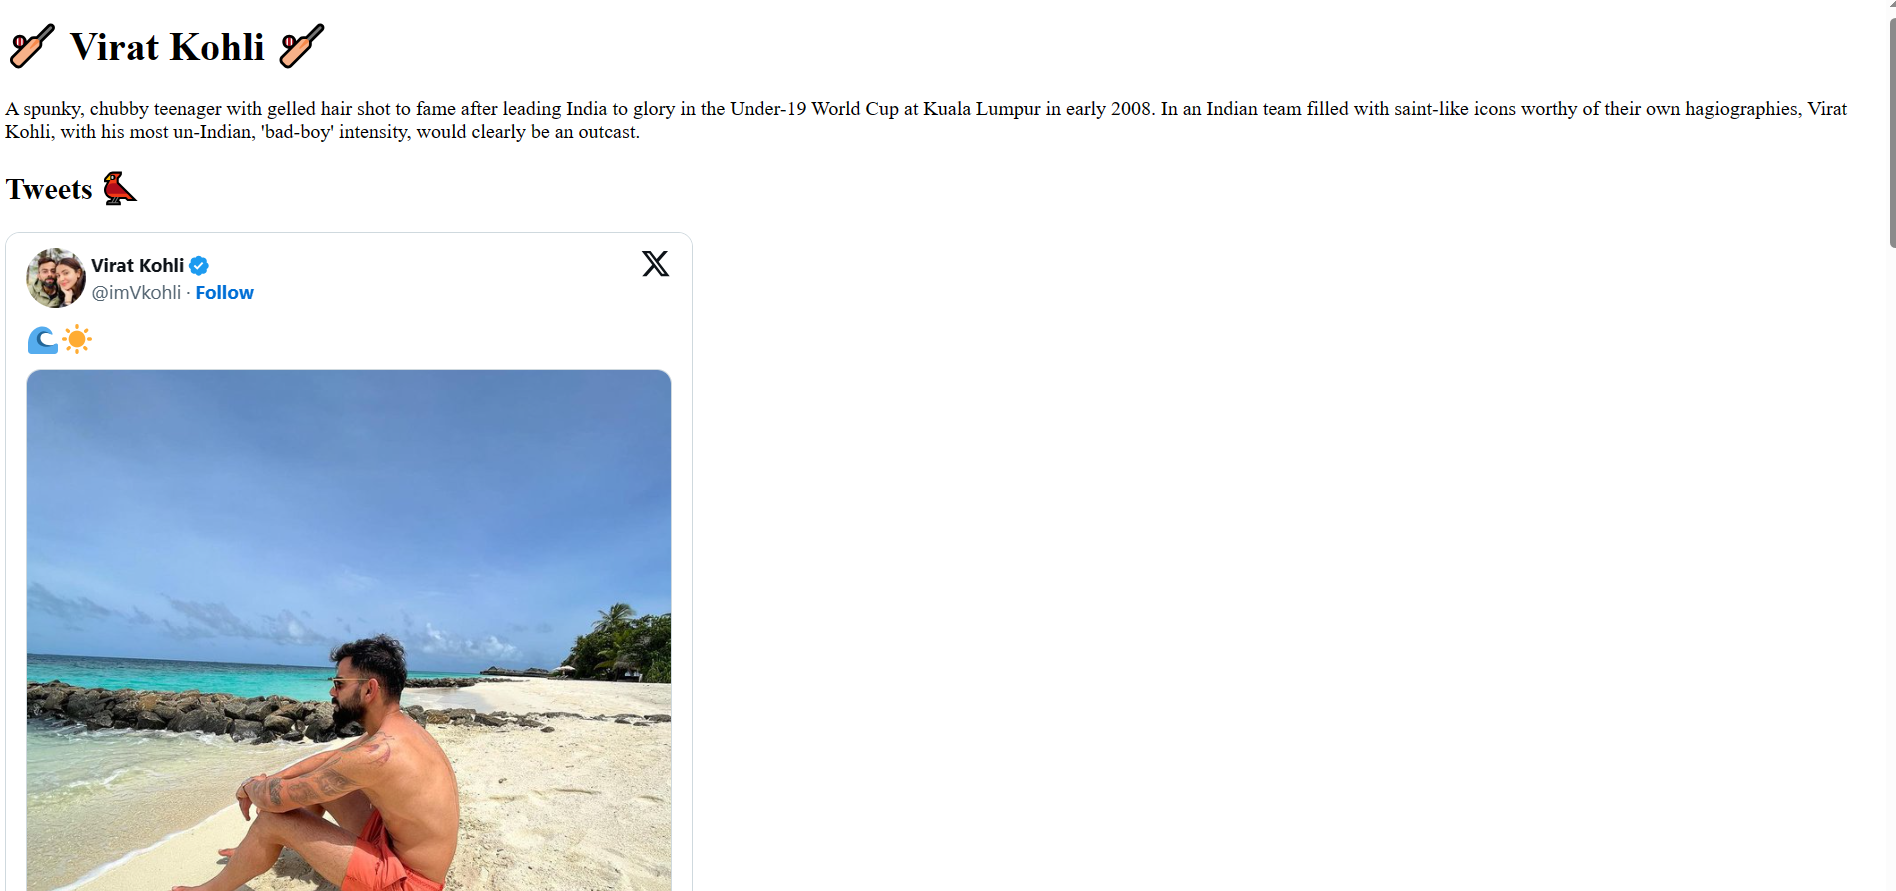 🏏 Virat Kohli 🏏
A spunky, chubby teenager with gelled hair shot to fame after leading India to glory in the Under-19 World Cup at Kuala Lumpur in early 2008. In an Indian team filled with saint-like icons worthy of their own hagiographies, Virat
Kohli, with his most un-Indian, 'bad-boy' intensity, would clearly be an outcast.
Tweets
Virat Kohli
@imVkohli · Follow
🌊☀️